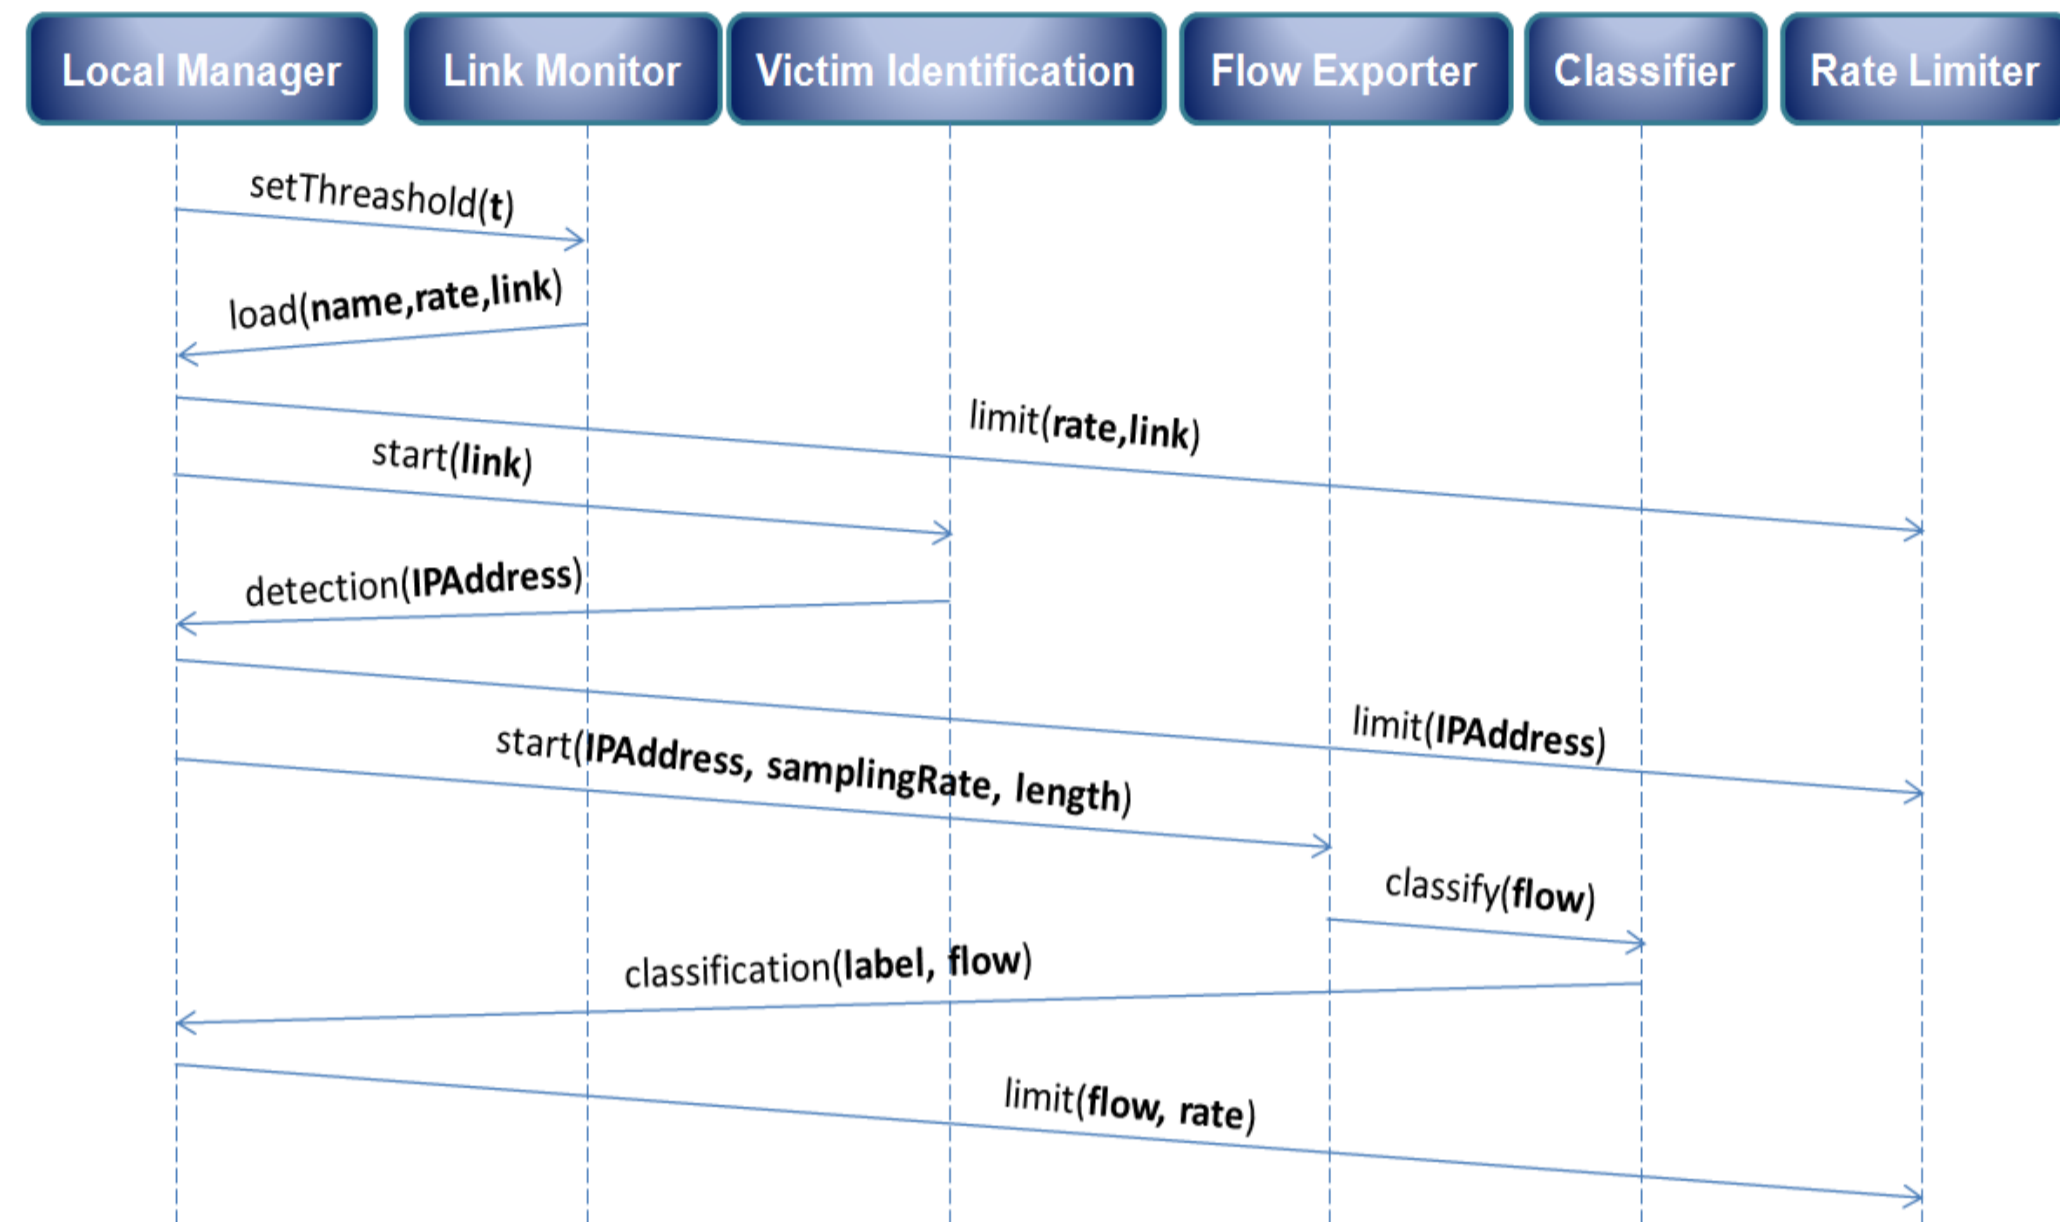 Local Manager Link Monitor Victim Identification Flow Exporter Classifier Rate Limiter
setThreashold(t)
load(name,rate,link)
limit(rate,link)
start(link)
detection(IPAddress)
limit(IPAddress)
start(IPAddress, samplingRate, length)
classify(flow)
classification(label, flow)
limit(flow, rate)